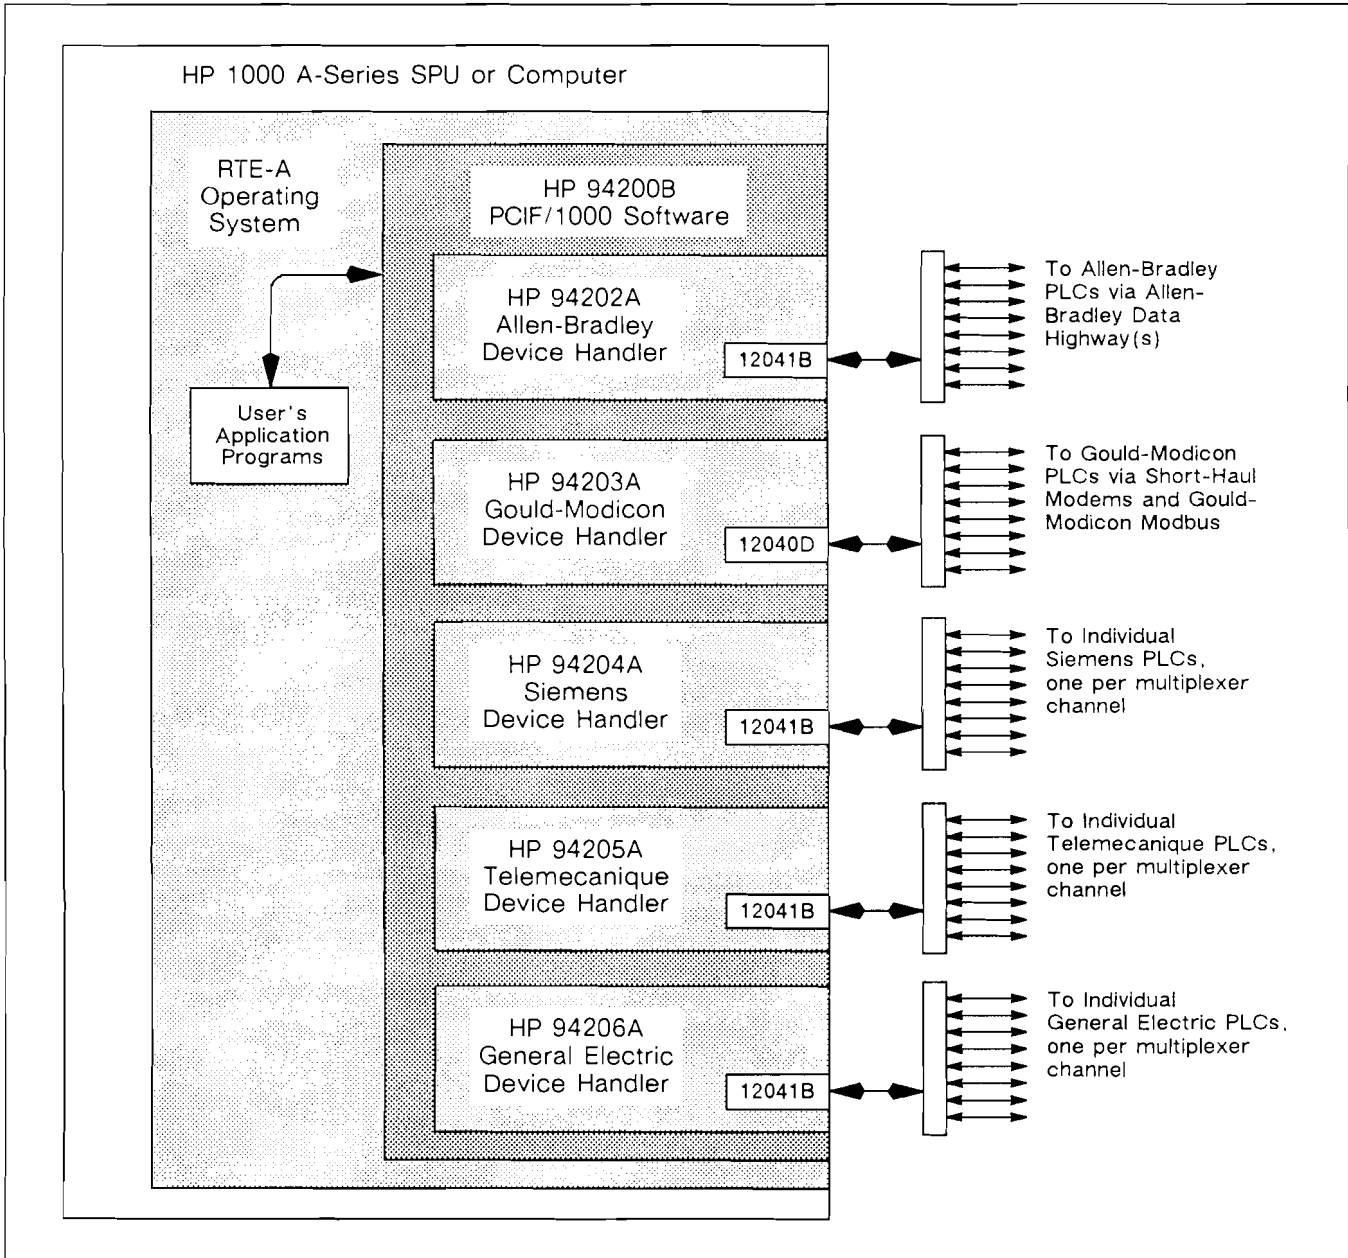 HP 1000 A-Series SPU or Computer
RTE-A
Operating
System
HP 94200B
PCIF/1000 Software
User's
Application
Programs
HP 94202A
Allen-Bradley
Device Handler
12041B
To Allen-Bradley
PLCs via Allen-
Bradley Data
Highway(s)
HP 94203A
Gould-Modicon
Device Handler
12040D
To Gould-Modicon
PLCs via Short-Haul
Modems and Gould-
Modicon Modbus
HP 94204A
Siemens
Device Handler
12041B
To Individual
Siemens PLCs,
one per multiplexer
channel
HP 94205A
Telemecanique
Device Handler
12041B
To Individual
Telemecanique PLCs,
one per multiplexer
channel
HP 94206A
General Electric
Device Handler
12041B
To Individual
General Electric PLCs,
one per multiplexer
channel